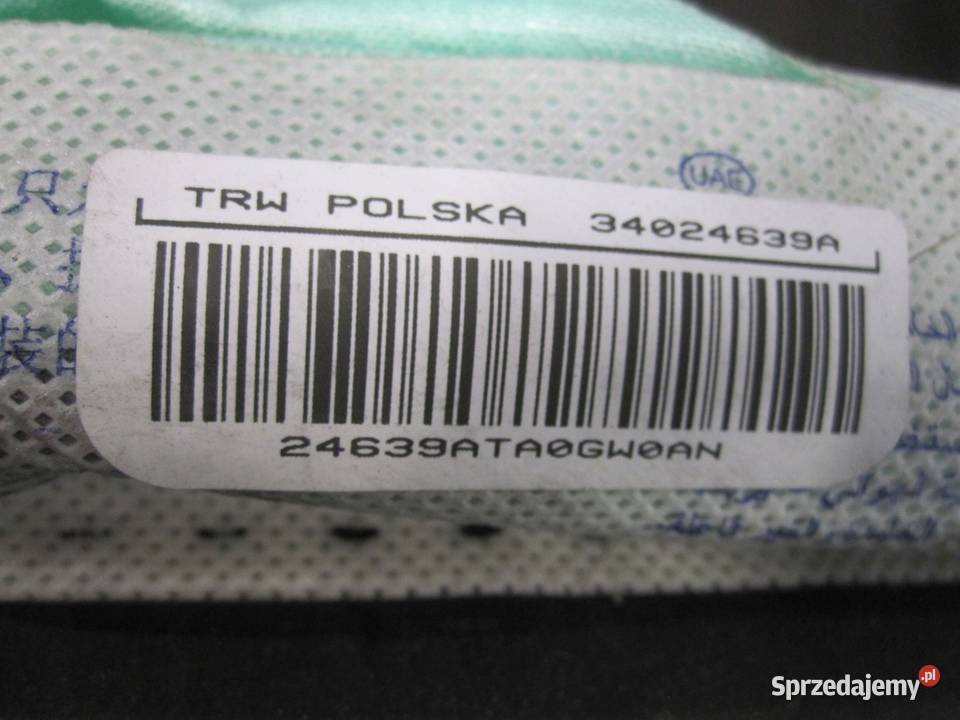 UAE
TRW POLSKA 34024639A
24639ATA0GW0AN
Sprzedajemy.pl